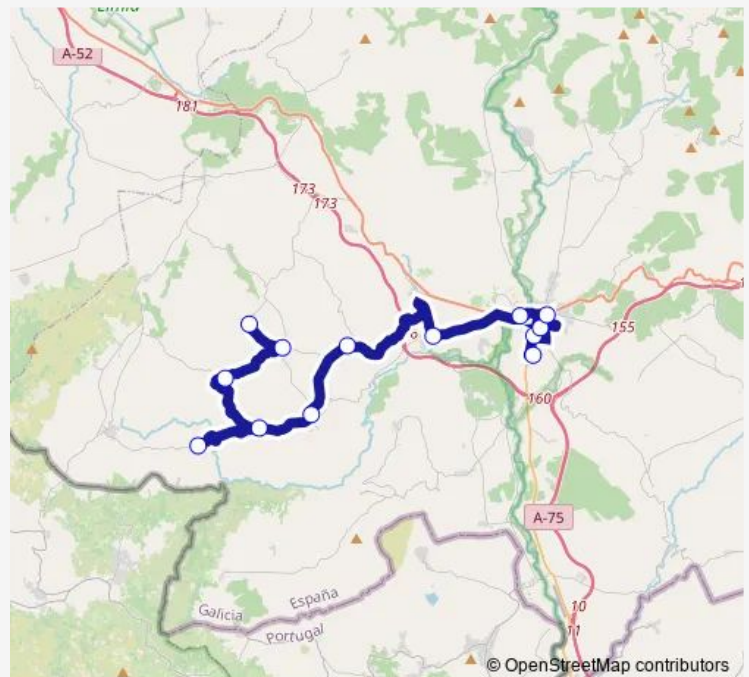 Limia
A-52
181
173
173
155
160
A-75
Galicia
España
Portugal
10
11
© OpenStreetMap contributors